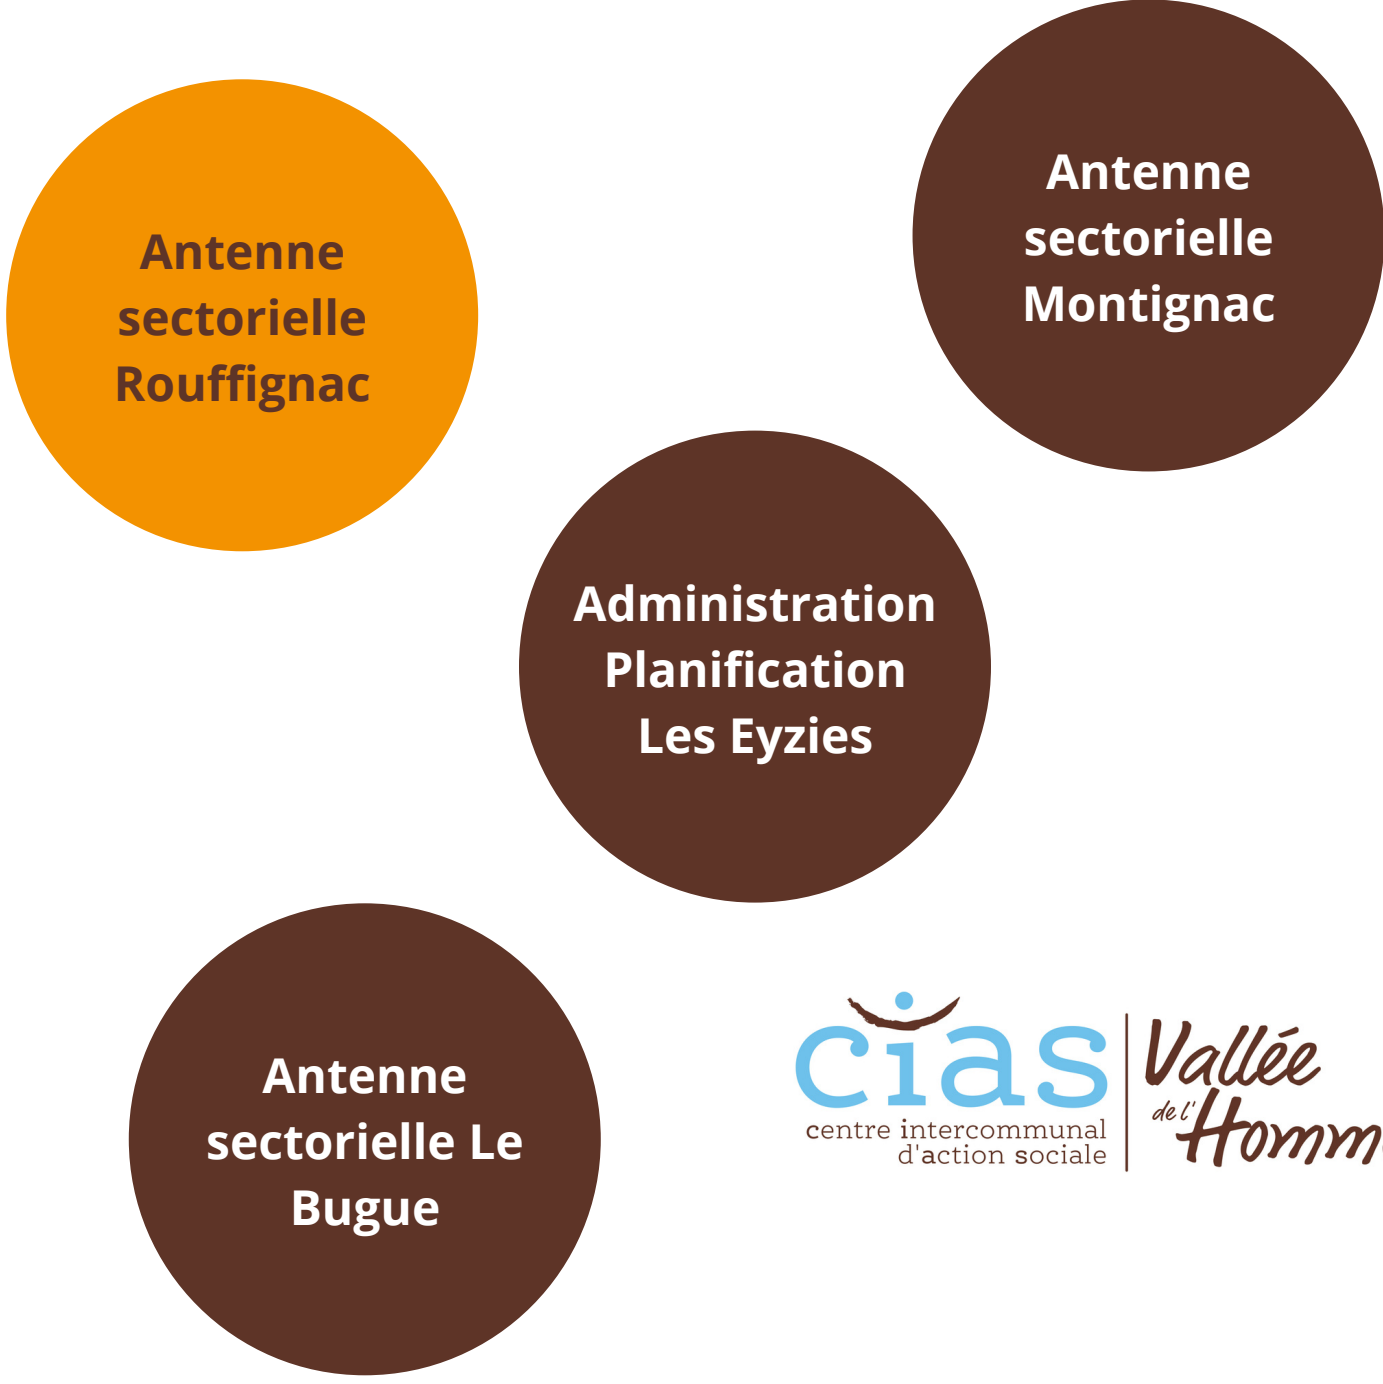 Antenne
sectorielle
Rouffignac
Antenne
sectorielle
Montignac
Administration
Planification
Les Eyzies
Antenne
sectorielle Le
Bugue
cias
centre intercommunal
d'action sociale
Vallée
de l'Homm